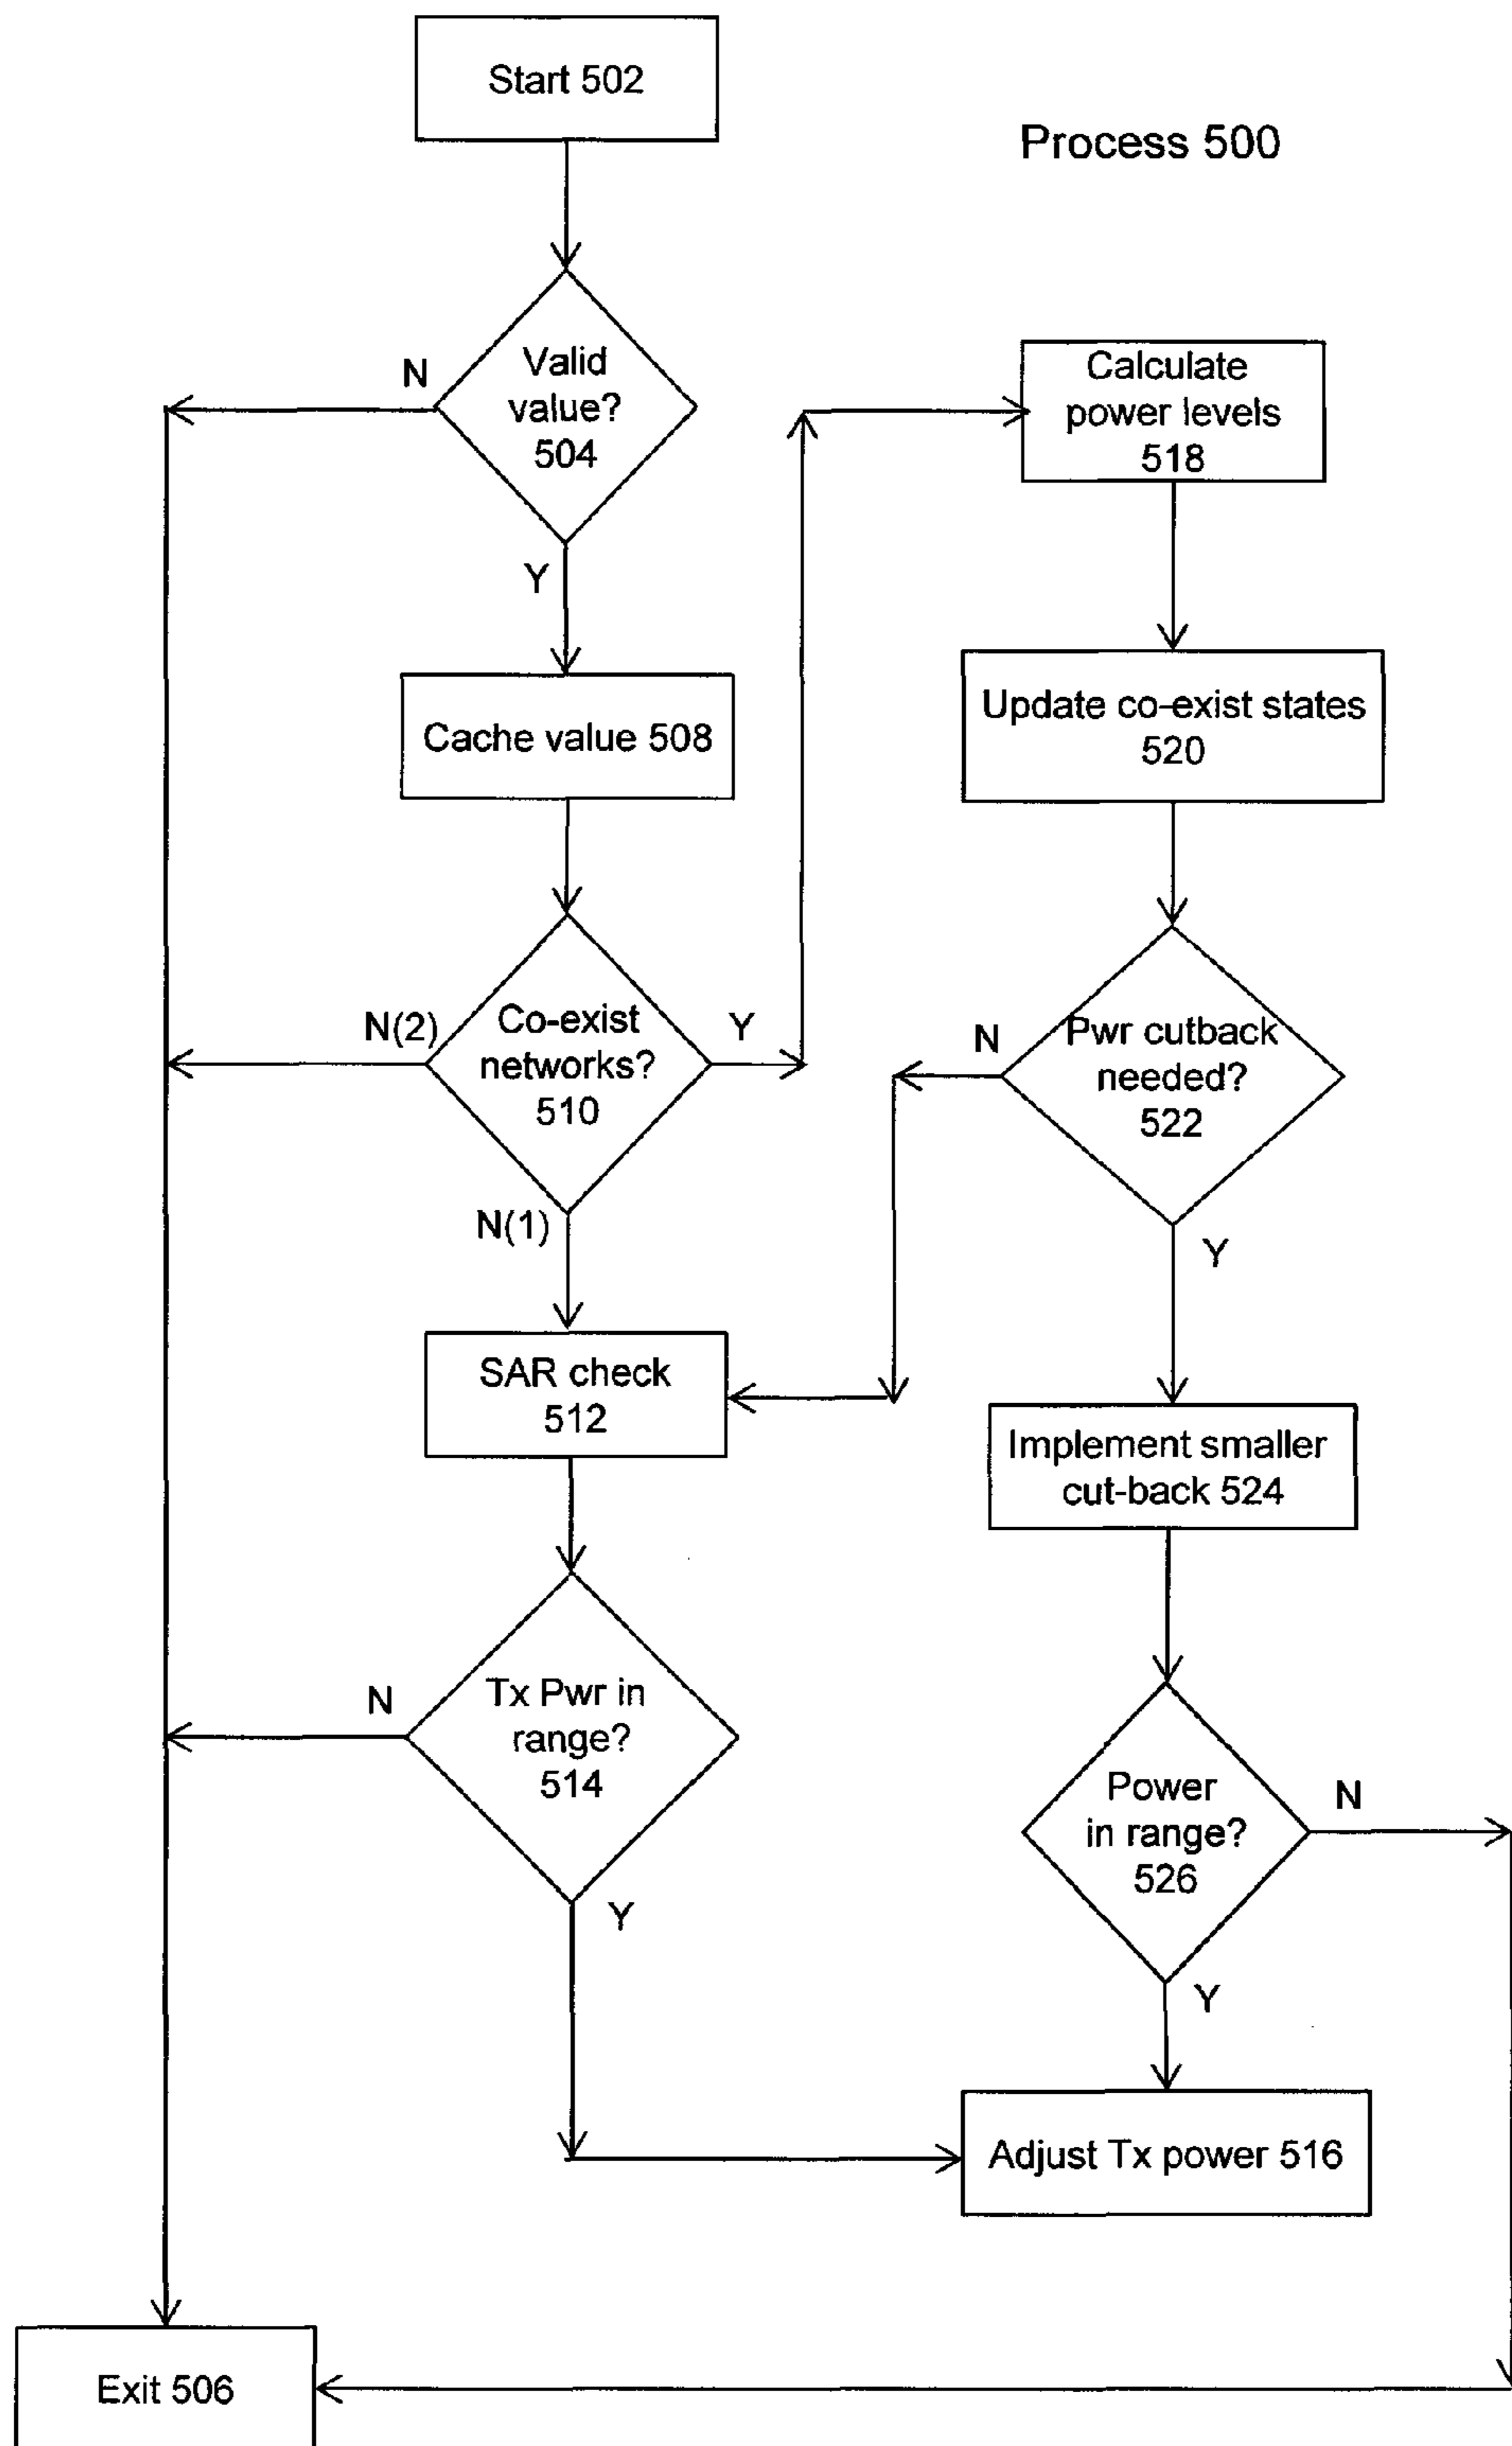 Start 502
Process 500
Valid
value?
504
N
Y
Calculate
power levels
518
Cache value 508
Update co-exist states
520
Co-exist
networks?
510
N(2)
Y
N(1)
Pwr cutback
needed?
522
N
Y
SAR check
512
Implement smaller
cut-back 524
Tx Pwr in
range?
514
N
Y
Power
in range?
526
N
Y
Adjust Tx power 516
Exit 506